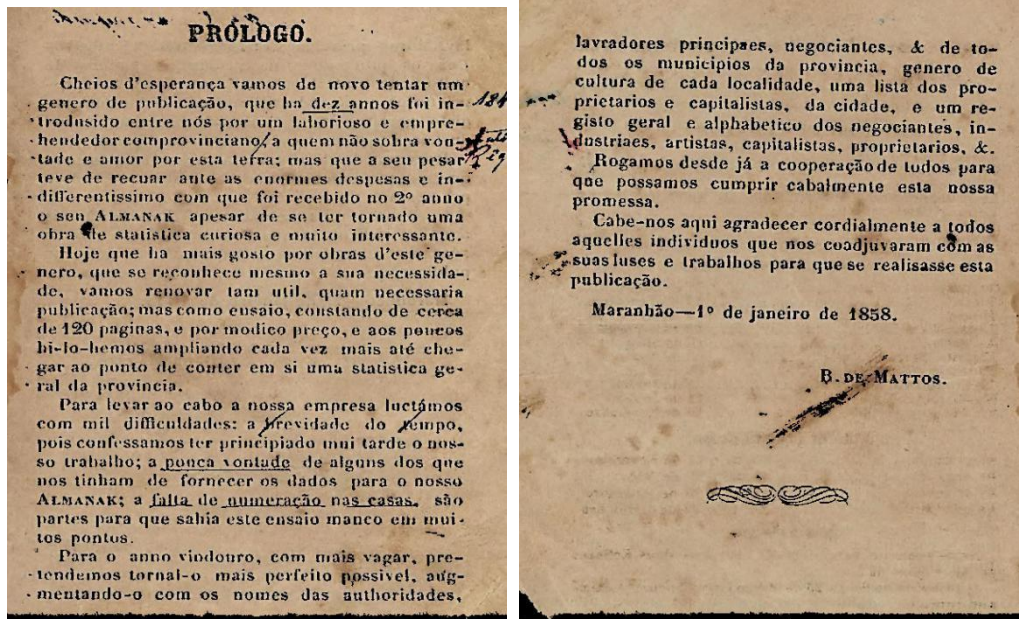 PROLOGO.
Cheios d'esperança vamos de novo tentar um
genero de publicação, que ha dez annos foi in-
trodusido entre nós por um laborioso e empre-
hendedor comprovinciano, a quem não sobra von-
tade e amor por esta terra; mas que a seu pesar
teve de recuar ante as enormes despesas e in-
differentissimo com que foi recebido no 2º anno
o seu ALMANAK apesar de se ter tornado uma
obra de statistica curiosa e muito interessante.
Hoje que ha mais gosto por obras d'este ge-
nero, que se reconhece mesmo a sua necessida-
de, vamos renovar tam util, quam necessaria
publicação; mas como ensaio, constando de cerca
de 120 paginas, e por modico preço, e aos poucos
hi-lo-hemos ampliando cada vez mais até che-
gar ao ponto de conter em si uma statistica ge-
ral da provincia.
Para levar ao cabo a nossa empresa luctámos
com mil difficuldades: a brevidade do tempo,
pois confessamos ter principiado mui tarde o nos-
so trabalho; a pouca vontade de alguns dos que
nos tinham de fornecer os dados para o nosso
ALMANAK; a falta de numeração nas casas, são
partes para que sahia este ensaio manco em mui-
tos pontos.
Para o anno vindouro, com mais vagar, pre-
tendemos tornal-o mais perfeito possivel, aug-
mentando-o com os nomes das authoridades,
lavradores principaes, negociantes, & de to-
dos os municipios da provincia, genero de
cultura de cada localidade, uma lista dos pro-
prietarios e capitalistas, da cidade, e um re-
gisto geral e alphabetico dos negociantes, in-
dustriaes, artistas, capitalistas, proprietarios, &.
Rogamos desde já a cooperação de todos para
que possamos cumprir cabalmente esta nossa
promessa.
Cabe-nos aqui agradecer cordialmente a todos
aquelles individuos que nos coadjuvaram com as
suas luses e trabalhos para que se realisasse esta
publicação.
Maranhão—1º de janeiro de 1858.
B. DE MATTOS.